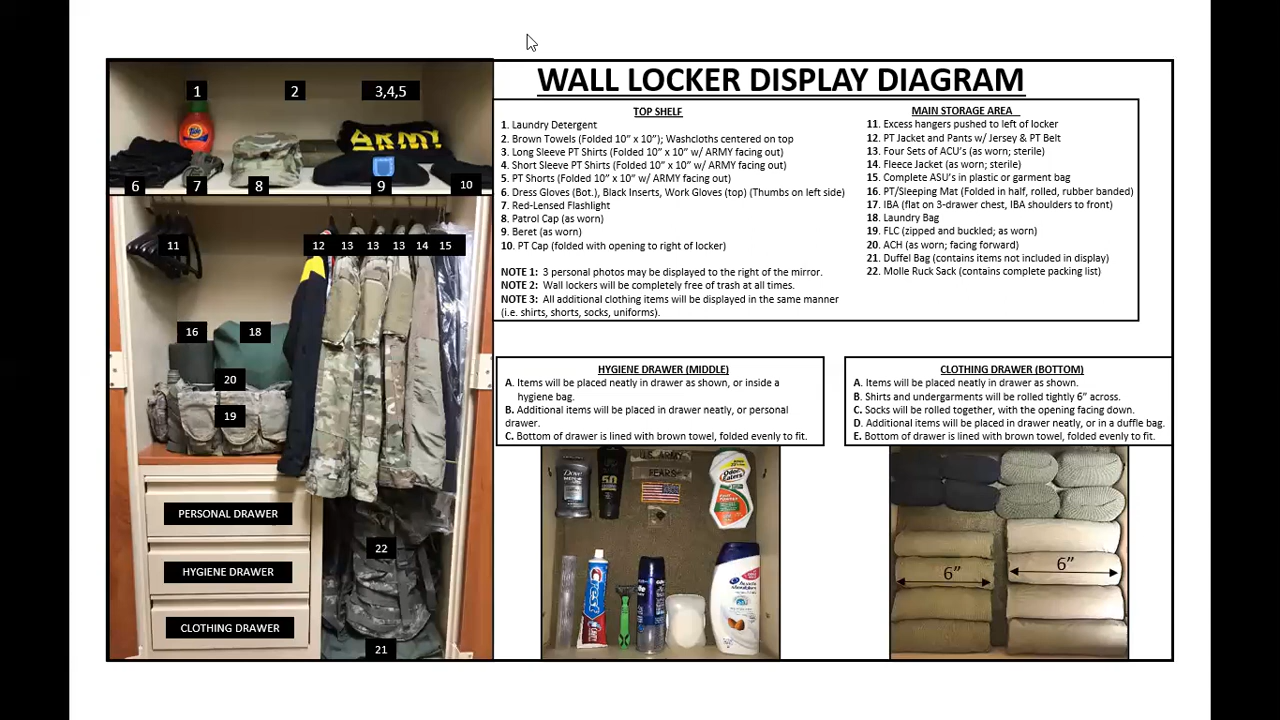 WALL LOCKER DISPLAY DIAGRAM
TOP SHELF
1. Laundry Detergent
2. Brown Towels (Folded 10” x 10”); Washcloths centered on top
3. Long Sleeve PT Shirts (Folded 10” x 10” w/ ARMY facing out)
4. Short Sleeve PT Shirts (Folded 10” x 10” w/ ARMY facing out)
5. PT Shorts (Folded 10” x 10” w/ ARMY facing out)
6. Dress Gloves (Bot.), Black Inserts, Work Gloves (top) (Thumbs on left side)
7. Red-Lensed Flashlight
8. Patrol Cap (as worn)
9. Beret (as worn)
10. PT Cap (folded with opening to right of locker)
NOTE 1: 3 personal photos may be displayed to the right of the mirror.
NOTE 2: Wall lockers will be completely free of trash at all times.
NOTE 3: All additional clothing items will be displayed in the same manner
(i.e. shirts, shorts, socks, uniforms).
MAIN STORAGE AREA
11. Excess hangers pushed to left of locker
12. PT Jacket and Pants w/ Jersey & PT Belt
13. Four Sets of ACU’s (as worn; sterile)
14. Fleece Jacket (as worn; sterile)
15. Complete ASU’s in plastic or garment bag
16. PT/Sleeping Mat (Folded in half, rolled, rubber banded)
17. IBA (flat on 3-drawer chest, IBA shoulders to front)
18. Laundry Bag
19. FLC (zipped and buckled; as worn)
20. ACH (as worn; facing forward)
21. Duffel Bag (contains items not included in display)
22. Molle Ruck Sack (contains complete packing list)
1
2
3,4,5
Tide
ARMY
6
7
8
9
10
11
12
13
13
13
14
15
16
18
20
19
PERSONAL DRAWER
HYGIENE DRAWER
CLOTHING DRAWER
22
21
HYGIENE DRAWER (MIDDLE)
A. Items will be placed neatly in drawer as shown, or inside a
hygiene bag.
B. Additional items will be placed in drawer neatly, or personal
drawer.
C. Bottom of drawer is lined with brown towel, folded evenly to fit.
CLOTHING DRAWER (BOTTOM)
A. Items will be placed neatly in drawer as shown.
B. Shirts and undergarments will be rolled tightly 6” across.
C. Socks will be rolled together, with the opening facing down.
D. Additional items will be placed in drawer neatly, or in a duffle bag.
E. Bottom of drawer is lined with brown towel, folded evenly to fit.
U.S. ARMY
FEARS
Dove
50
Odor Eaters
Crest
6”
6”